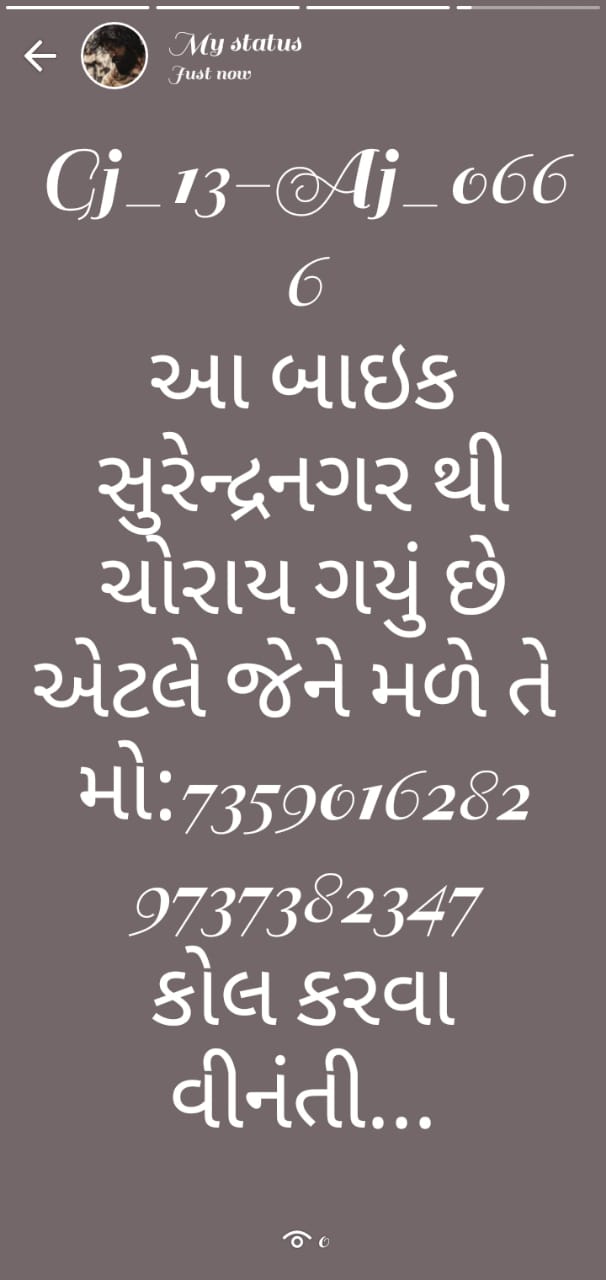 My status
Just now
Gj_13-Aj_066
6
આ બાઇક
સુરેન્દ્રનગર થી
ચોરાય ગયું છે
એટલે જેને મળે તે
મો:7359016282
9737382347
કોલ કરવા
વીનંતી...
0